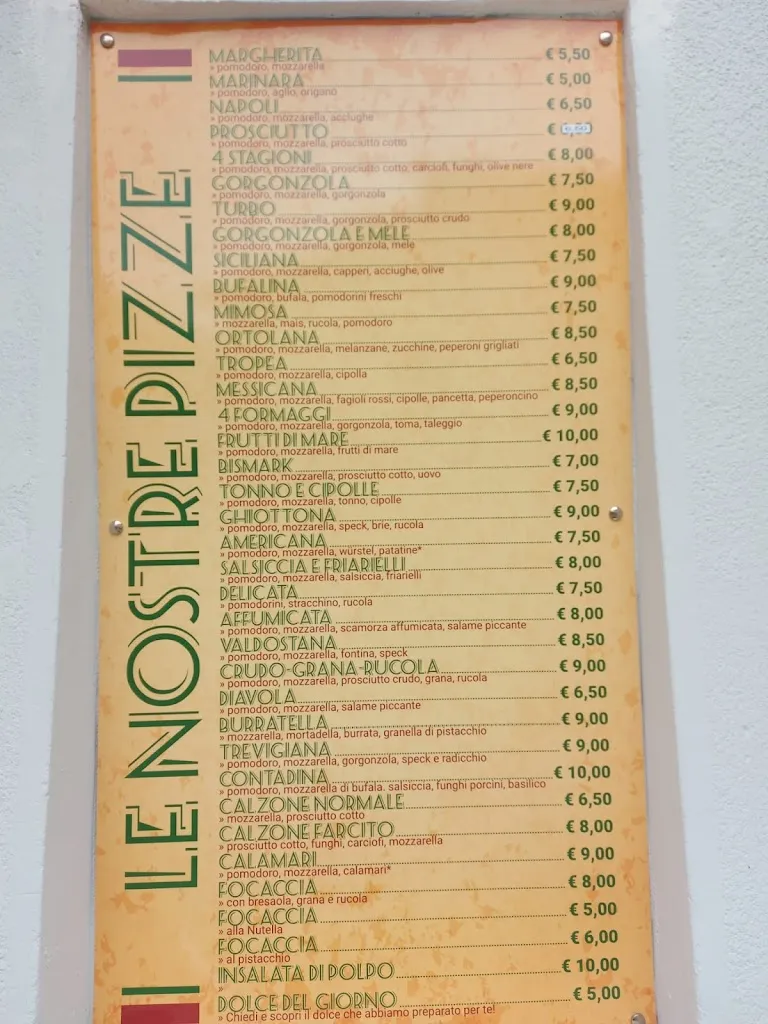 LE NOSTRE PIZZE
MARGHERITA € 5,50
» pomodoro, mozzarella
MARINARA € 5,00
» pomodoro, aglio, origano
NAPOLI € 6,50
» pomodoro, mozzarella, acciughe
PROSCIUTTO €
» pomodoro, mozzarella, prosciutto cotto
4 STAGIONI € 8,00
» pomodoro, mozzarella, prosciutto cotto, carciofi, funghi, olive nere
GORGONZOLA € 7,50
» pomodoro, mozzarella, gorgonzola
TURBO € 9,00
» pomodoro, mozzarella, gorgonzola, prosciutto crudo
GORGONZOLA E MELE € 8,00
» pomodoro, mozzarella, gorgonzola, mele
SICILIANA € 7,50
» pomodoro, mozzarella, capperi, acciughe, olive
BUFALINA € 9,00
» pomodoro, bufala, pomodorini freschi
MIMOSA € 7,50
» mozzarella, mais, rucola, pomodoro
ORTOLANA € 8,50
» pomodoro, mozzarella, melanzane, zucchine, peperoni grigliati
TROPEA € 6,50
» pomodoro, mozzarella, cipolla
MESSICANA € 8,50
» pomodoro, mozzarella, fagioli rossi, cipolle, pancetta, peperoncino
4 FORMAGGI € 9,00
» pomodoro, mozzarella, gorgonzola, toma, taleggio
FRUTTI DI MARE € 10,00
» pomodoro, mozzarella, frutti di mare
BISMARK € 7,00
» pomodoro, mozzarella, prosciutto cotto, uovo
TONNO E CIPOLLE € 7,50
» pomodoro, mozzarella, tonno, cipolle
GHIOTTONA € 9,00
» pomodoro, mozzarella, speck, brie, rucola
AMERICANA € 7,50
» pomodoro, mozzarella, würstel, patatine*
SALSICCIA E FRIARIELLI € 8,00
» pomodoro, mozzarella, salsiccia, friarielli
DELICATA € 7,50
» pomodorini, stracchino, rucola
AFFUMICATA € 8,00
» pomodoro, mozzarella, scamorza affumicata, salame piccante
VALDOSTANA € 8,50
» pomodoro, mozzarella, fontina, speck
CRUDO-GRANA-RUCOLA € 9,00
» pomodoro, mozzarella, prosciutto crudo, grana, rucola
DIAVOLA € 6,50
» pomodoro, mozzarella, salame piccante
BURRATELLA € 9,00
» mozzarella, mortadella, burrata, granella di pistacchio
TREVIGIANA € 9,00
» pomodoro, mozzarella, gorgonzola, speck e radicchio
CONTADINA € 10,00
» pomodoro, mozzarella di bufala. salsiccia, funghi porcini, basilico
CALZONE NORMALE € 6,50
» mozzarella, prosciutto cotto
CALZONE FARCITO € 8,00
» prosciutto cotto, funghi, carciofi, mozzarella
CALAMARI € 9,00
» pomodoro, mozzarella, calamari*
FOCACCIA € 8,00
» con bresaola, grana e rucola
FOCACCIA € 5,00
» alla Nutella
FOCACCIA € 6,00
» al pistacchio
INSALATA DI POLPO € 10,00
»
DOLCE DEL GIORNO € 5,00
» Chiedi e scopri il dolce che abbiamo preparato per te!